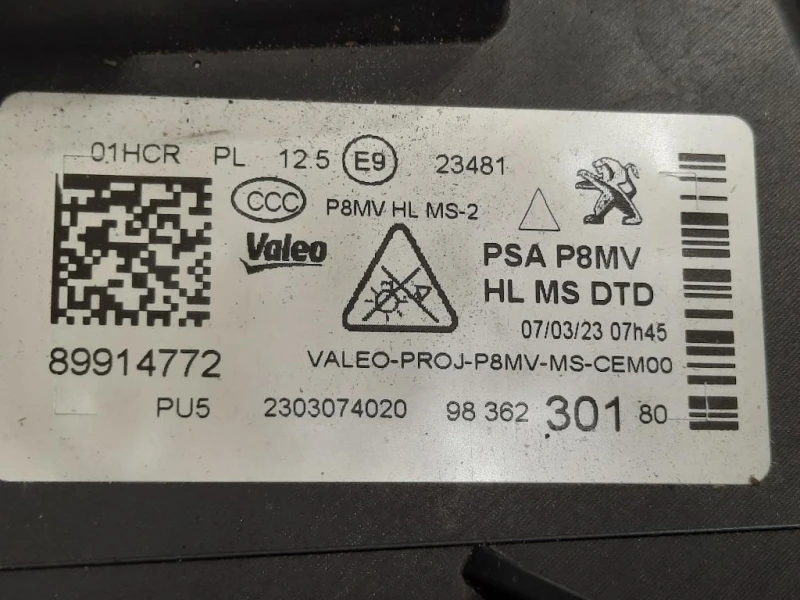 01HCR PL 12.5 E9 23481
CCC P8MV HL MS-2
Valeo
PSA P8MV
HL MS DTD
07/03/23 07h45
89914772
VALEO-PROJ-P8MV-MS-CEM00
PU5 2303074020 98 362 301 80